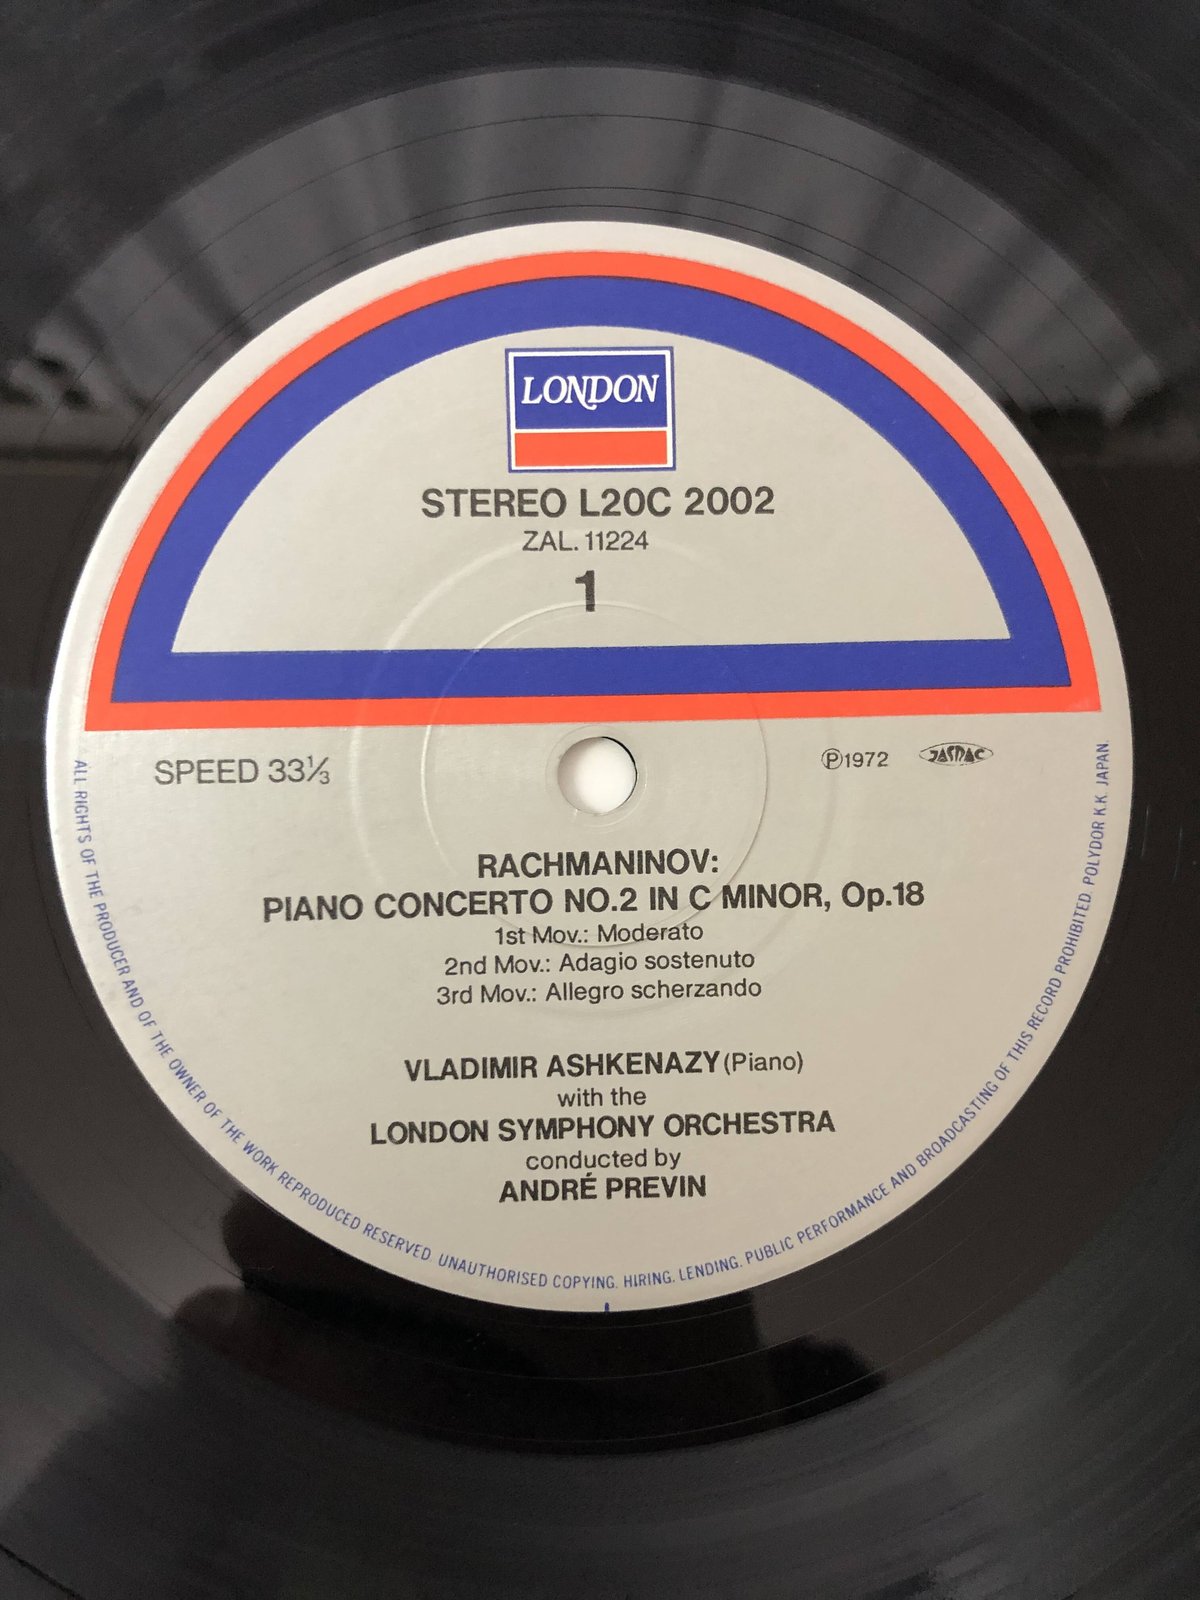 LONDON
STEREO L20C 2002
ZAL. 11224
1
SPEED 33⅓
Ⓟ1972 JASRAC
RACHMANINOV:
PIANO CONCERTO NO.2 IN C MINOR, Op.18
1st Mov.: Moderato
2nd Mov.: Adagio sostenuto
3rd Mov.: Allegro scherzando
VLADIMIR ASHKENAZY (Piano)
with the
LONDON SYMPHONY ORCHESTRA
conducted by
ANDRÉ PREVIN
ALL RIGHTS OF THE PRODUCER AND OF THE OWNER OF THE WORK REPRODUCED RESERVED. UNAUTHORISED COPYING. HIRING. LENDING. PUBLIC PERFORMANCE AND BROADCASTING OF THIS RECORD PROHIBITED. POLYDOR K.K. JAPAN.